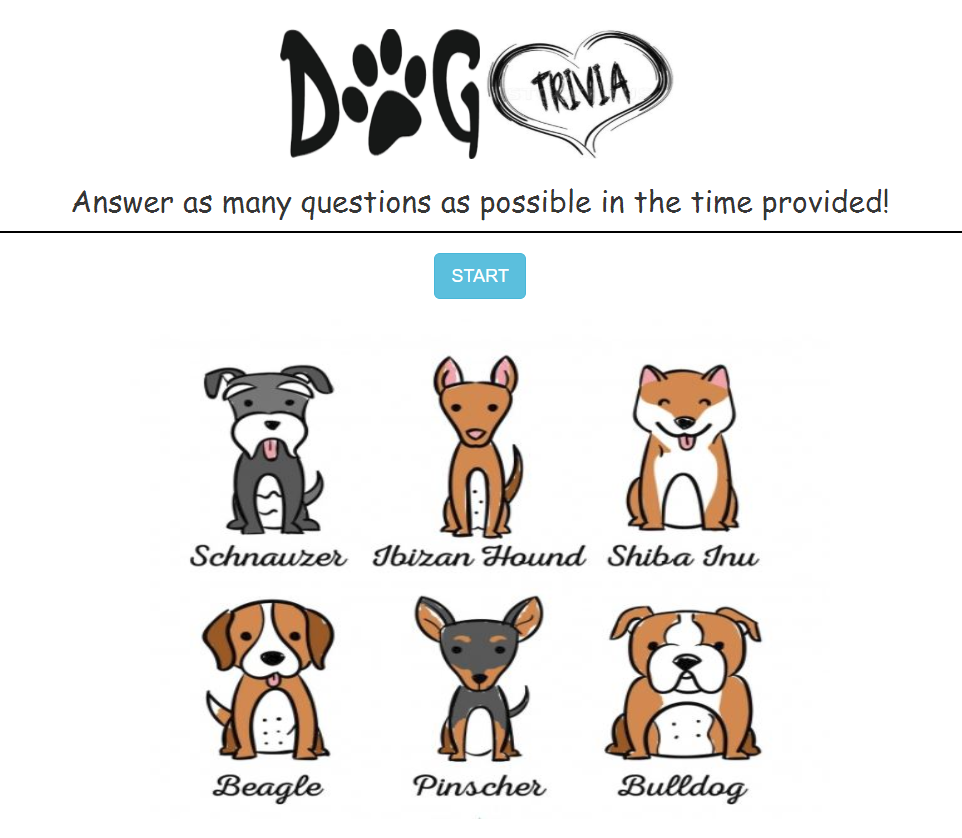 DOG TRIVIA
Answer as many questions as possible in the time provided!
START
Schnauzer Ibizan Hound Shiba Inu
Beagle Pinscher Bulldog